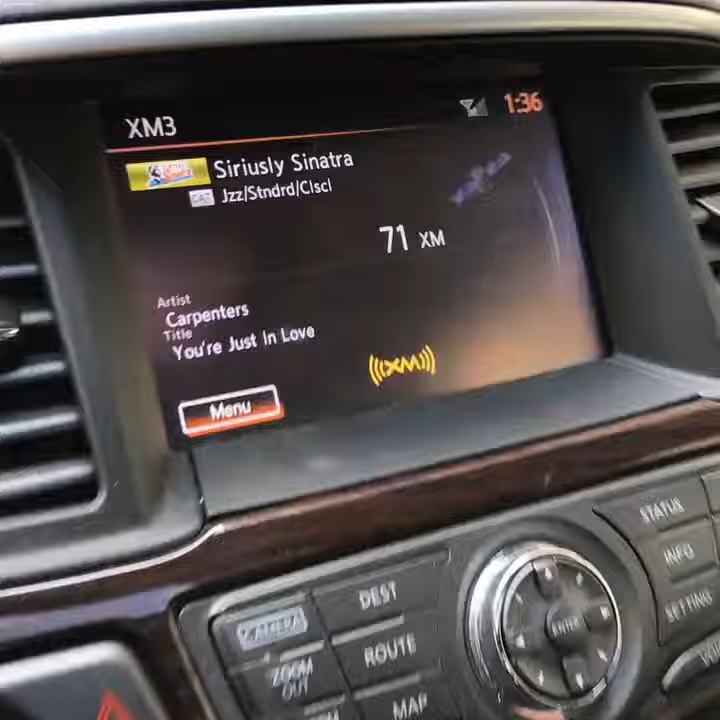 XM3
1:36
Siriusly Sinatra
CAT Jzz/Stndrd/Clscl
71 XM
Artist
Carpenters
Title
You're Just In Love
((XM))
Menu
STATUS
INFO
SETTING
CAMERA
DEST
ZOOM OUT
ROUTE
MAP
ENTER